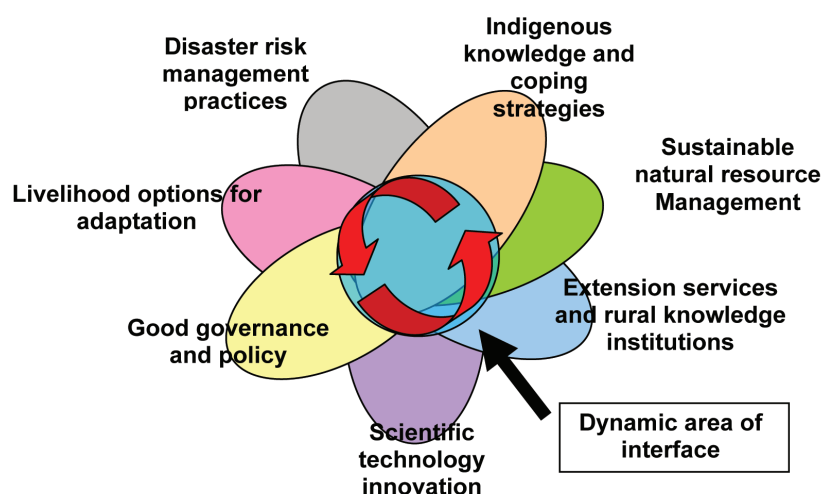 Disaster risk
management
practices
Indigenous
knowledge and
coping
strategies
Sustainable
natural resource
Management
Livelihood options for
adaptation
Extension services
and rural knowledge
institutions
Good governance
and policy
Scientific
technology
innovation
Dynamic area of
interface